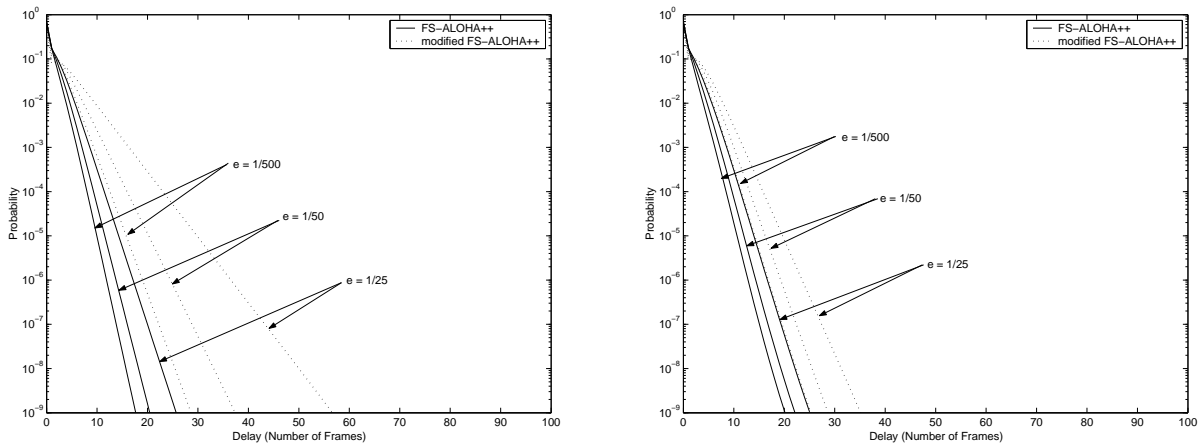 10^0
10^-1
10^-2
10^-3
10^-4
10^-5
10^-6
10^-7
10^-8
10^-9
Probability
0 10 20 30 40 50 60 70 80 90 100
Delay (Number of Frames)
FS-ALOHA++
modified FS-ALOHA++
e = 1/500
e = 1/50
e = 1/25
10^0
10^-1
10^-2
10^-3
10^-4
10^-5
10^-6
10^-7
10^-8
10^-9
Probability
0 10 20 30 40 50 60 70 80 90 100
Delay (Number of Frames)
FS-ALOHA++
modified FS-ALOHA++
e = 1/500
e = 1/50
e = 1/25